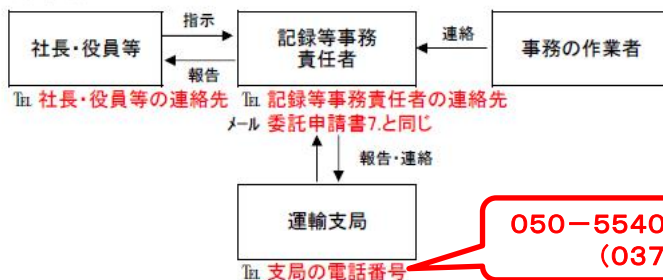 社長・役員等
指示
報告
記録等事務
責任者
連絡
事務の作業者
℡ 社長・役員等の連絡先
℡ 記録等事務責任者の連絡先
メール 委託申請書7.と同じ
報告・連絡
運輸支局
℡ 支局の電話番号
050－5540
(037